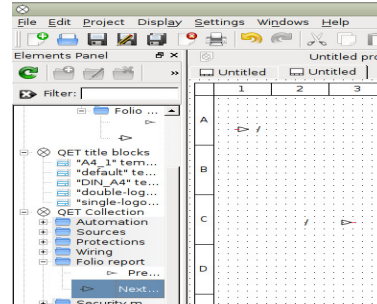 File Edit Project Display Settings Windows Help
Elements Panel
Untitled pro
Untitled Untitled
Filter:
1 2 3
Folio ...
A
QET title blocks
"A4_1" tem...
"default" te...
"DIN_A4" te...
"double-log...
"single-logo...
B
QET Collection
Automation
Sources
Protections
Wiring
Folio report
Pre...
Next...
C
D
Security m...